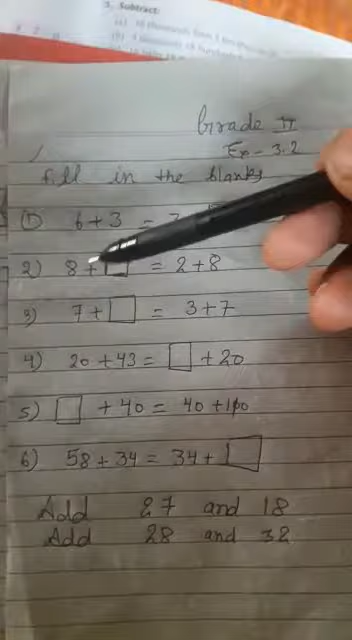 3. Subtract:
Grade II
Ex - 3.2
Fill in the blanks
① 6 + 3 = 3
2) 8 + □ = 2 + 8
3) 7 + □ = 3 + 7
4) 20 + 43 = □ + 20
5) □ + 40 = 40 + 100
6) 58 + 34 = 34 + □
Add 27 and 18
Add 28 and 32